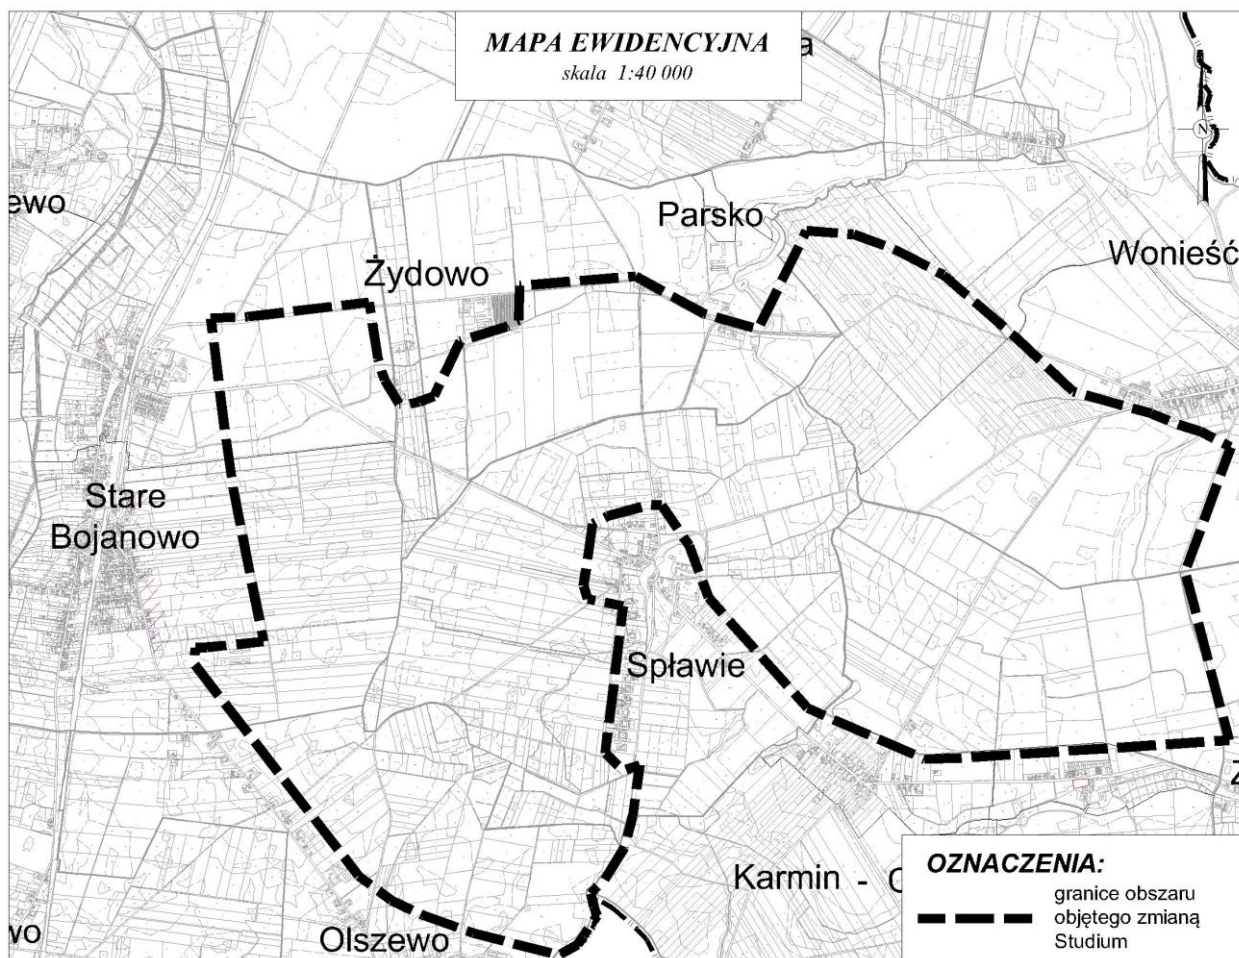 MAPA EWIDENCYJNA
skala 1:40 000
a
N
ewo
Parsko
Wonieść
Żydowo
Stare
Bojanowo
Spławie
Ż
Karmin - C
Olszewo
wo
OZNACZENIA:
granice obszaru
objętego zmianą
Studium